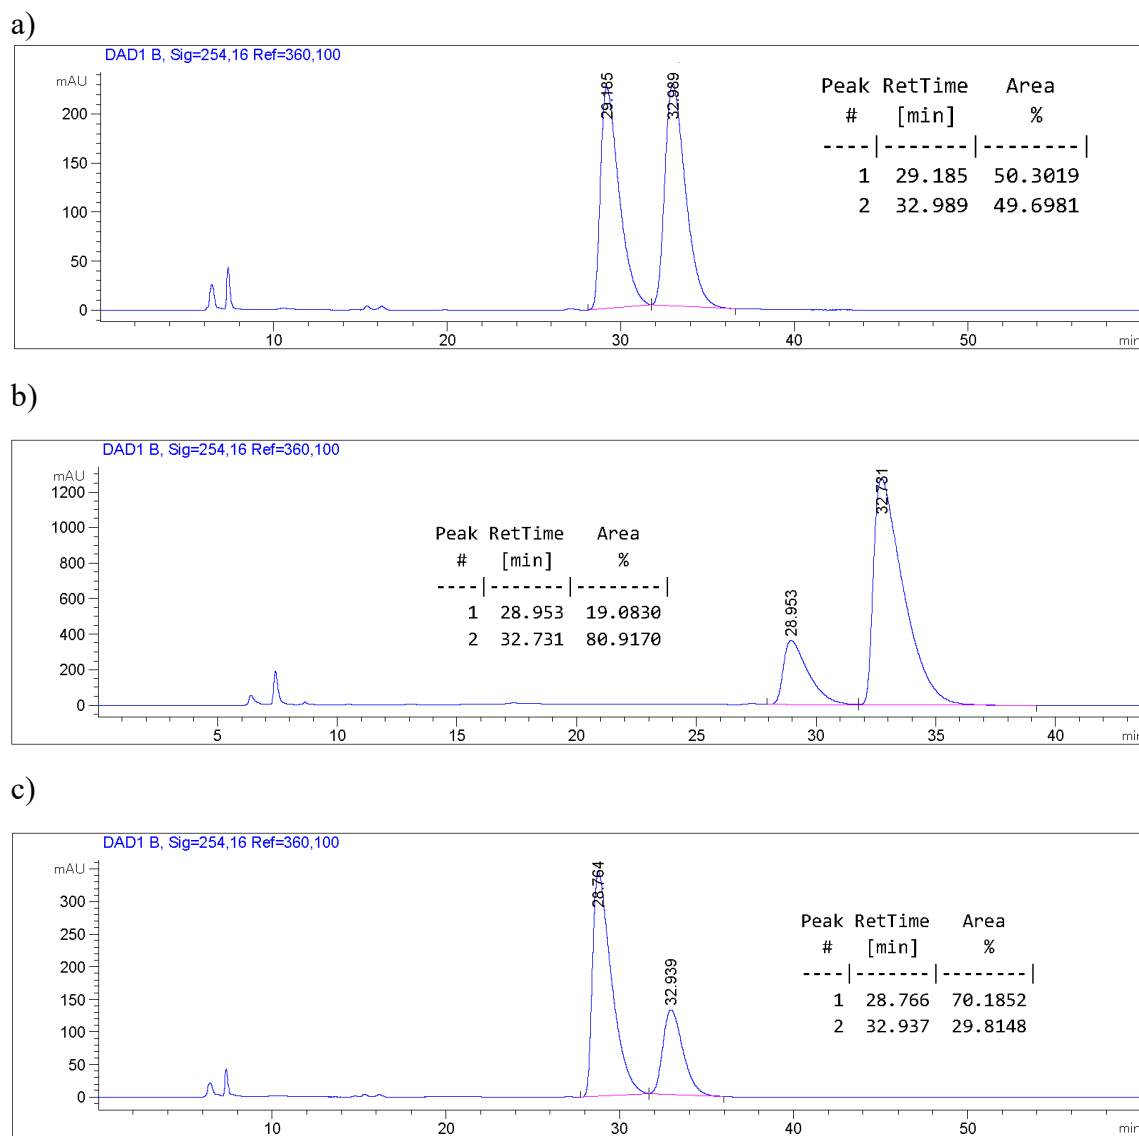 a)
DAD1 B, Sig=254,16 Ref=360,100
mAU
200
150
100
50
0
29.185
32.989
Peak RetTime Area
# [min] %
----|-------|--------|
1 29.185 50.3019
2 32.989 49.6981
10 20 30 40 50 min
b)
DAD1 B, Sig=254,16 Ref=360,100
mAU
1200
1000
800
600
400
200
0
28.953
32.731
Peak RetTime Area
# [min] %
----|-------|--------|
1 28.953 19.0830
2 32.731 80.9170
5 10 15 20 25 30 35 40 min
c)
DAD1 B, Sig=254,16 Ref=360,100
mAU
300
250
200
150
100
50
0
28.764
32.939
Peak RetTime Area
# [min] %
----|-------|--------|
1 28.766 70.1852
2 32.937 29.8148
10 20 30 40 50 min